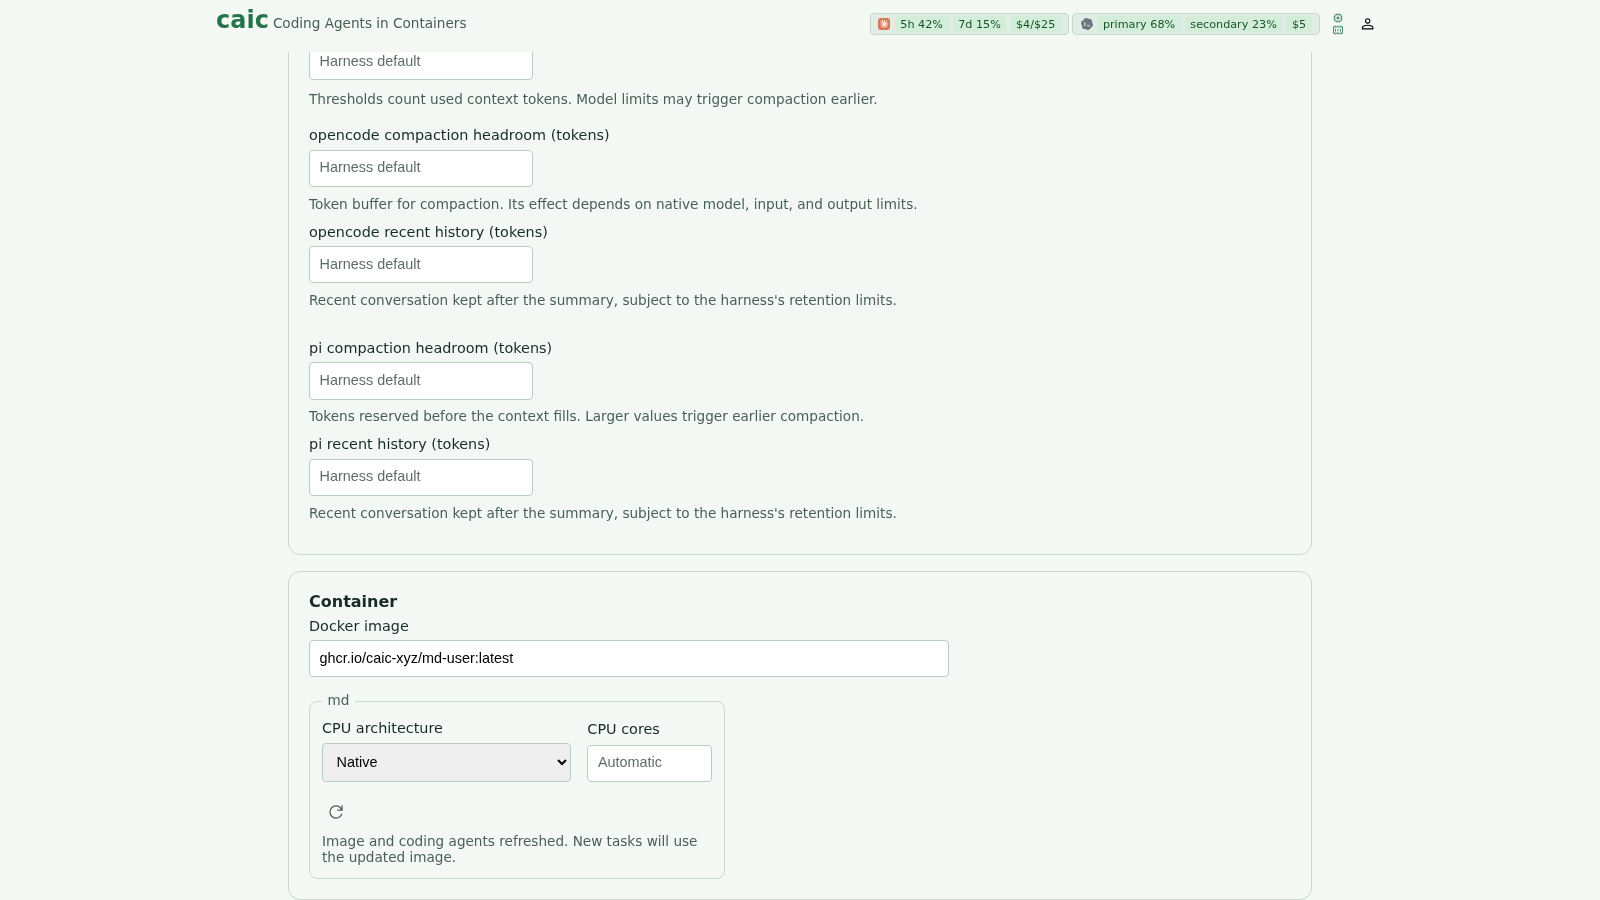 caic Coding Agents in Containers
5h 42% 7d 15% $4/$25 primary 68% secondary 23% $5
Harness default
Thresholds count used context tokens. Model limits may trigger compaction earlier.
opencode compaction headroom (tokens)
Harness default
Token buffer for compaction. Its effect depends on native model, input, and output limits.
opencode recent history (tokens)
Harness default
Recent conversation kept after the summary, subject to the harness's retention limits.
pi compaction headroom (tokens)
Harness default
Tokens reserved before the context fills. Larger values trigger earlier compaction.
pi recent history (tokens)
Harness default
Recent conversation kept after the summary, subject to the harness's retention limits.
Container
Docker image
ghcr.io/caic-xyz/md-user:latest
md
CPU architecture CPU cores
Native Automatic
Image and coding agents refreshed. New tasks will use
the updated image.